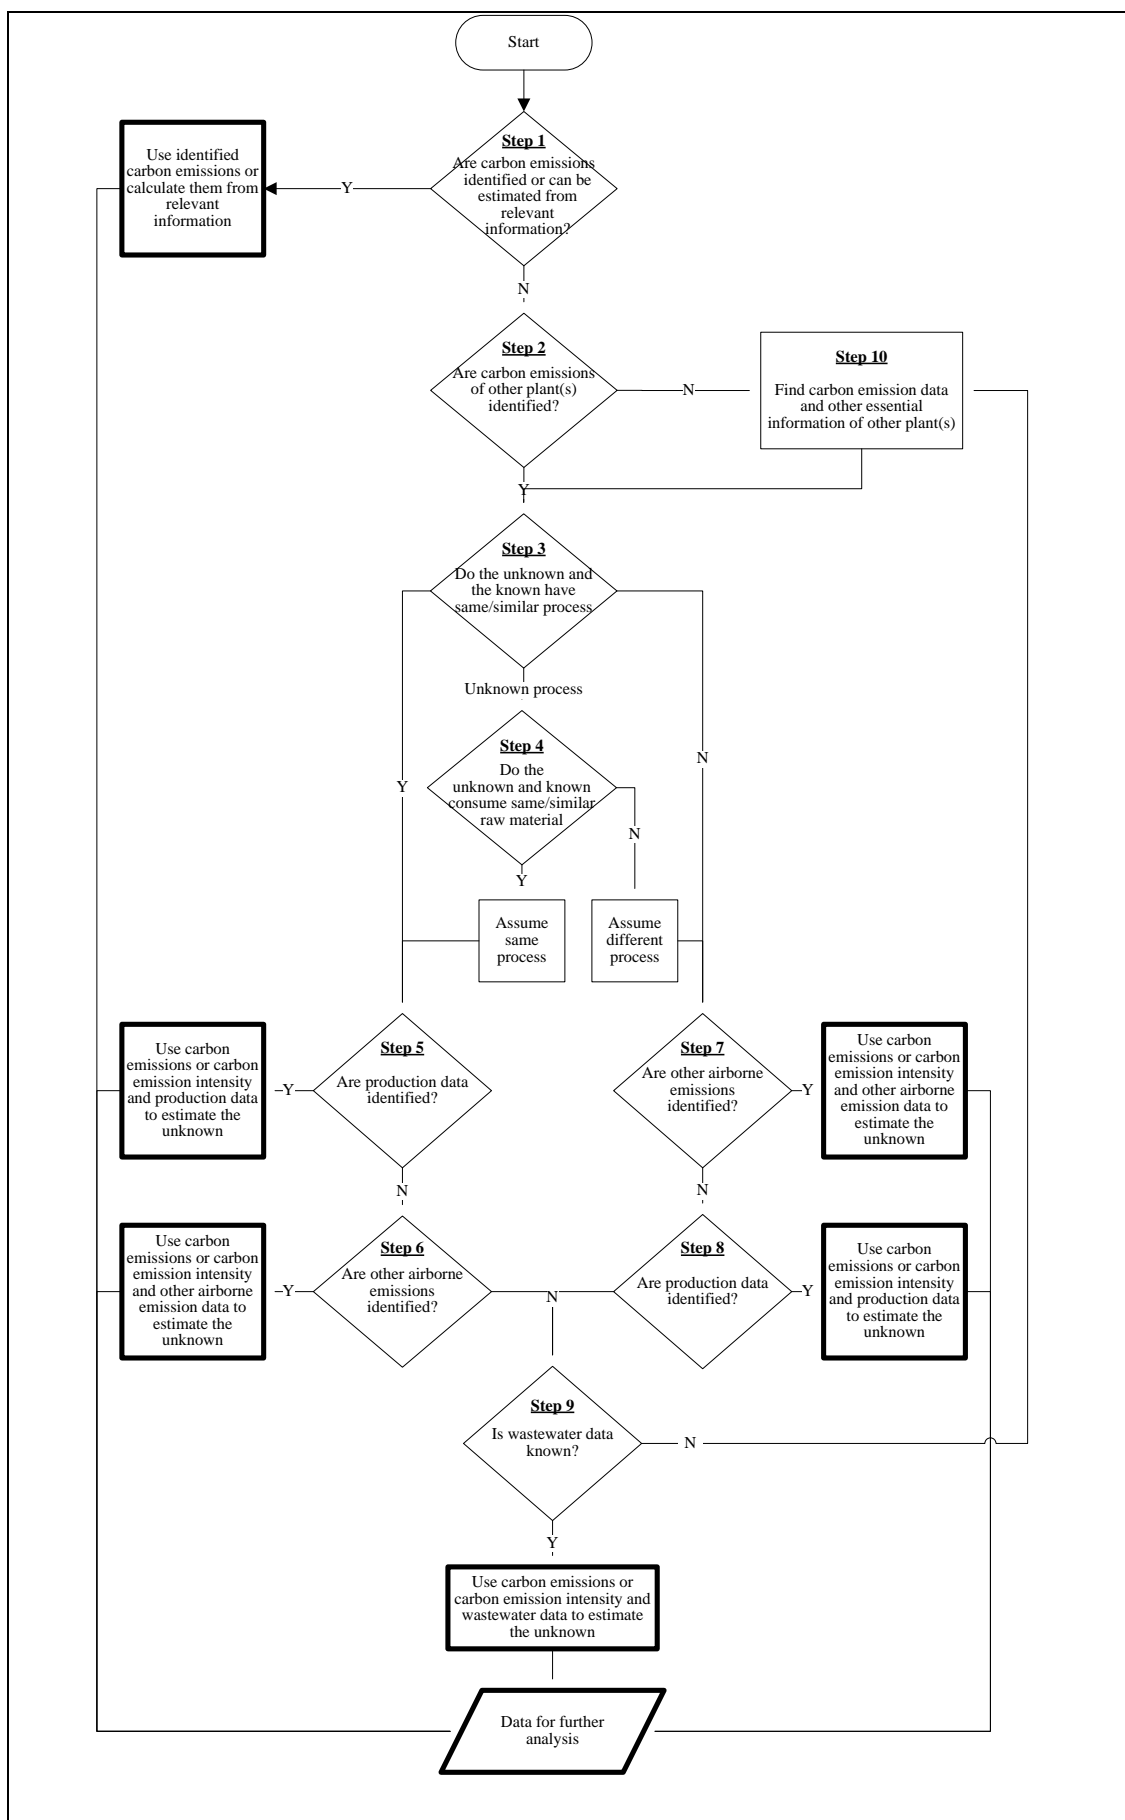 Start
Step 1
Are carbon emissions
identified or can be
estimated from
relevant
information?
Use identified
carbon emissions or
calculate them from
relevant
information
Y
N
Step 2
Are carbon emissions
of other plant(s)
identified?
N
Step 10
Find carbon emission data
and other essential
information of other plant(s)
Y
Step 3
Do the unknown and
the known have
same/similar process
Unknown process
Y
N
Step 4
Do the
unknown and known
consume same/similar
raw material
N
Y
Assume
same
process
Assume
different
process
Use carbon
emissions or carbon
emission intensity
and production data
to estimate the
unknown
Y
Step 5
Are production data
identified?
Step 7
Are other airborne
emissions
identified?
Y
Use carbon
emissions or carbon
emission intensity
and other airborne
emission data to
estimate the
unknown
N
N
Use carbon
emissions or carbon
emission intensity
and other airborne
emission data to
estimate the
unknown
Y
Step 6
Are other airborne
emissions
identified?
N
Step 8
Are production data
identified?
Y
Use carbon
emissions or carbon
emission intensity
and production data
to estimate the
unknown
Step 9
Is wastewater data
known?
N
Y
Use carbon emissions or
carbon emission intensity and
wastewater data to estimate
the unknown
Data for further
analysis